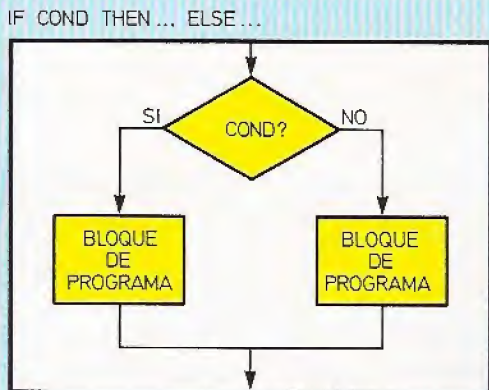 IF COND THEN... ELSE...
SI
COND?
NO
BLOQUE
DE
PROGRAMA
BLOQUE
DE
PROGRAMA